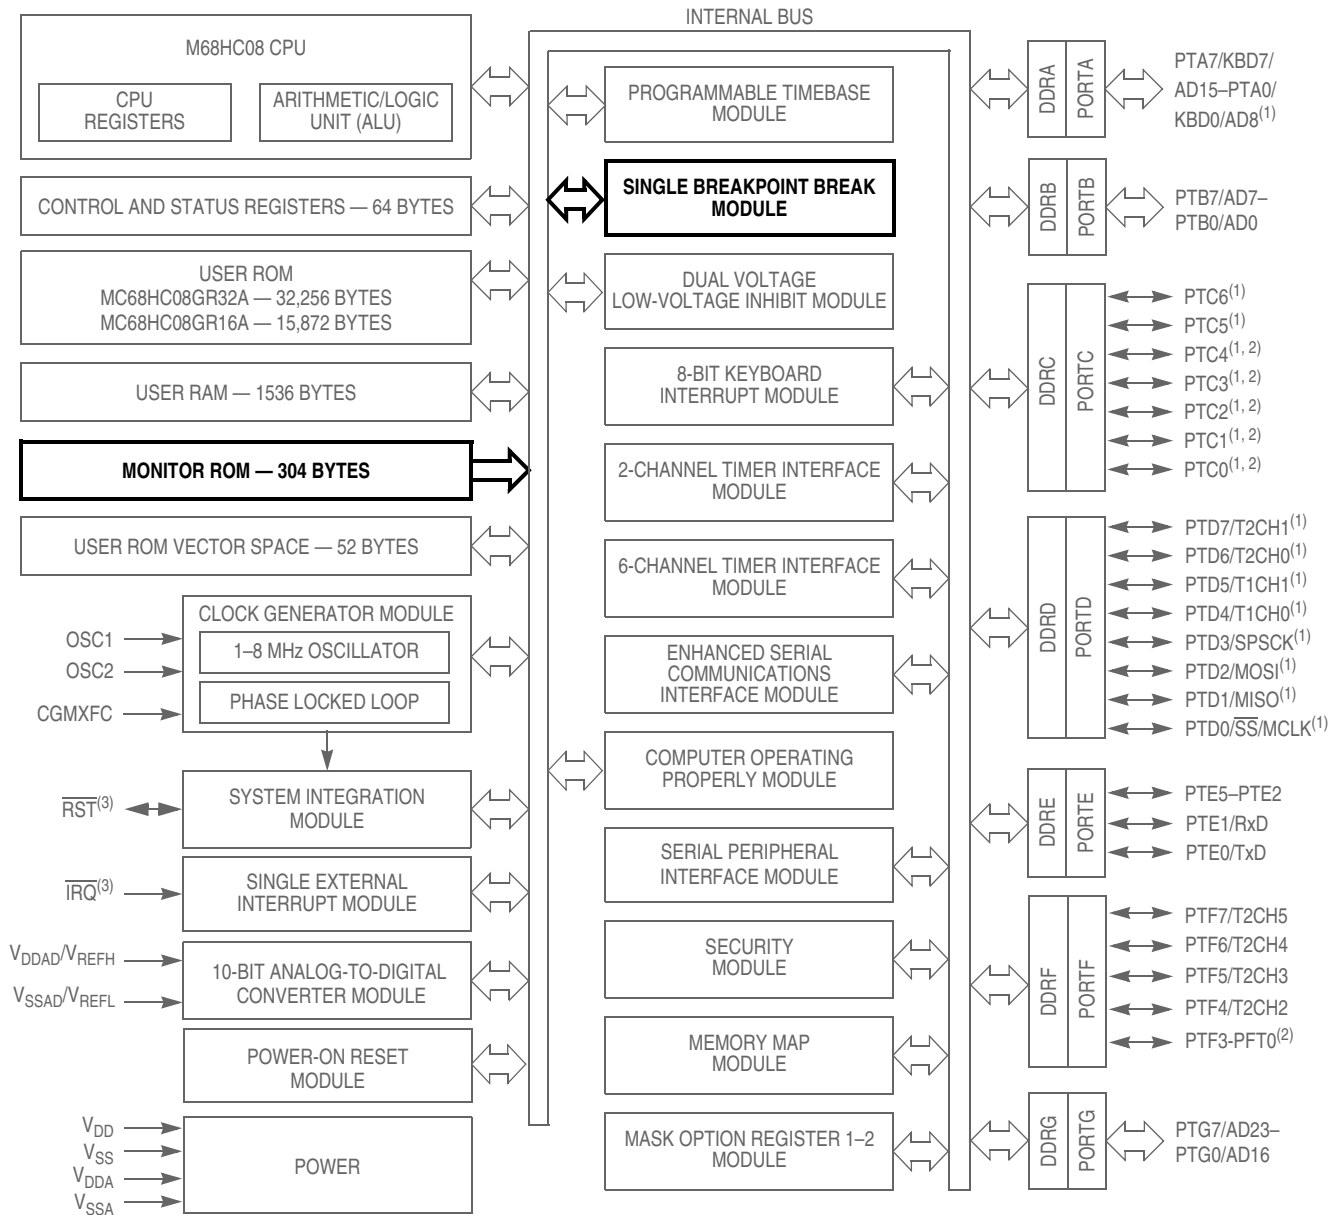 INTERNAL BUS
M68HC08 CPU
CPU
REGISTERS
ARITHMETIC/LOGIC
UNIT (ALU)
CONTROL AND STATUS REGISTERS — 64 BYTES
USER ROM
MC68HC08GR32A — 32,256 BYTES
MC68HC08GR16A — 15,872 BYTES
USER RAM — 1536 BYTES
MONITOR ROM — 304 BYTES
USER ROM VECTOR SPACE — 52 BYTES
CLOCK GENERATOR MODULE
1–8 MHz OSCILLATOR
PHASE LOCKED LOOP
OSC1
OSC2
CGMXFC
SYSTEM INTEGRATION
MODULE
RST(3)
SINGLE EXTERNAL
INTERRUPT MODULE
IRQ(3)
10-BIT ANALOG-TO-DIGITAL
CONVERTER MODULE
VDDAD/VREFH
VSSAD/VREFL
POWER-ON RESET
MODULE
POWER
VDD
VSS
VDDA
VSSA
PROGRAMMABLE TIMEBASE
MODULE
SINGLE BREAKPOINT BREAK
MODULE
DUAL VOLTAGE
LOW-VOLTAGE INHIBIT MODULE
8-BIT KEYBOARD
INTERRUPT MODULE
2-CHANNEL TIMER INTERFACE
MODULE
6-CHANNEL TIMER INTERFACE
MODULE
ENHANCED SERIAL
COMMUNICATIONS
INTERFACE MODULE
COMPUTER OPERATING
PROPERLY MODULE
SERIAL PERIPHERAL
INTERFACE MODULE
SECURITY
MODULE
MEMORY MAP
MODULE
MASK OPTION REGISTER 1–2
MODULE
DDRA
PORTA
PTA7/KBD7/
AD15–PTA0/
KBD0/AD8(1)
DDRB
PORTB
PTB7/AD7–
PTB0/AD0
DDRC
PORTC
PTC6(1)
PTC5(1)
PTC4(1, 2)
PTC3(1, 2)
PTC2(1, 2)
PTC1(1, 2)
PTC0(1, 2)
DDRD
PORTD
PTD7/T2CH1(1)
PTD6/T2CH0(1)
PTD5/T1CH1(1)
PTD4/T1CH0(1)
PTD3/SPSCK(1)
PTD2/MOSI(1)
PTD1/MISO(1)
PTD0/SS/MCLK(1)
DDRE
PORTE
PTE5–PTE2
PTE1/RxD
PTE0/TxD
DDRF
PORTF
PTF7/T2CH5
PTF6/T2CH4
PTF5/T2CH3
PTF4/T2CH2
PTF3-PFT0(2)
DDRG
PORTG
PTG7/AD23–
PTG0/AD16